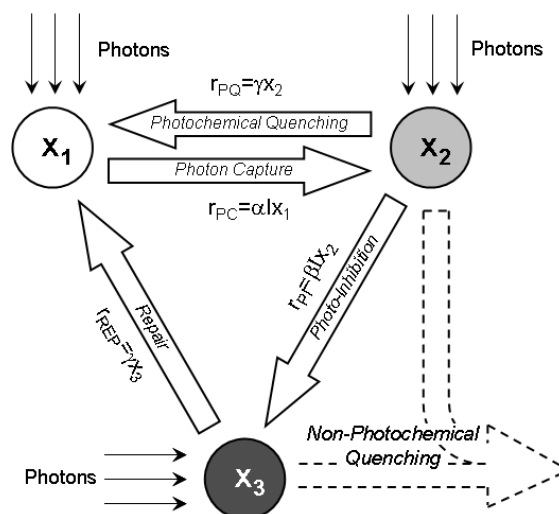 Photons
Photons
r_PQ=γx_2
Photochemical Quenching
X_1
X_2
Photon Capture
r_PC=αIx_1
r_PI=βIx_2
Photo-Inhibition
Repair
r_REP=γx_3
Non-Photochemical
Quenching
Photons
X_3